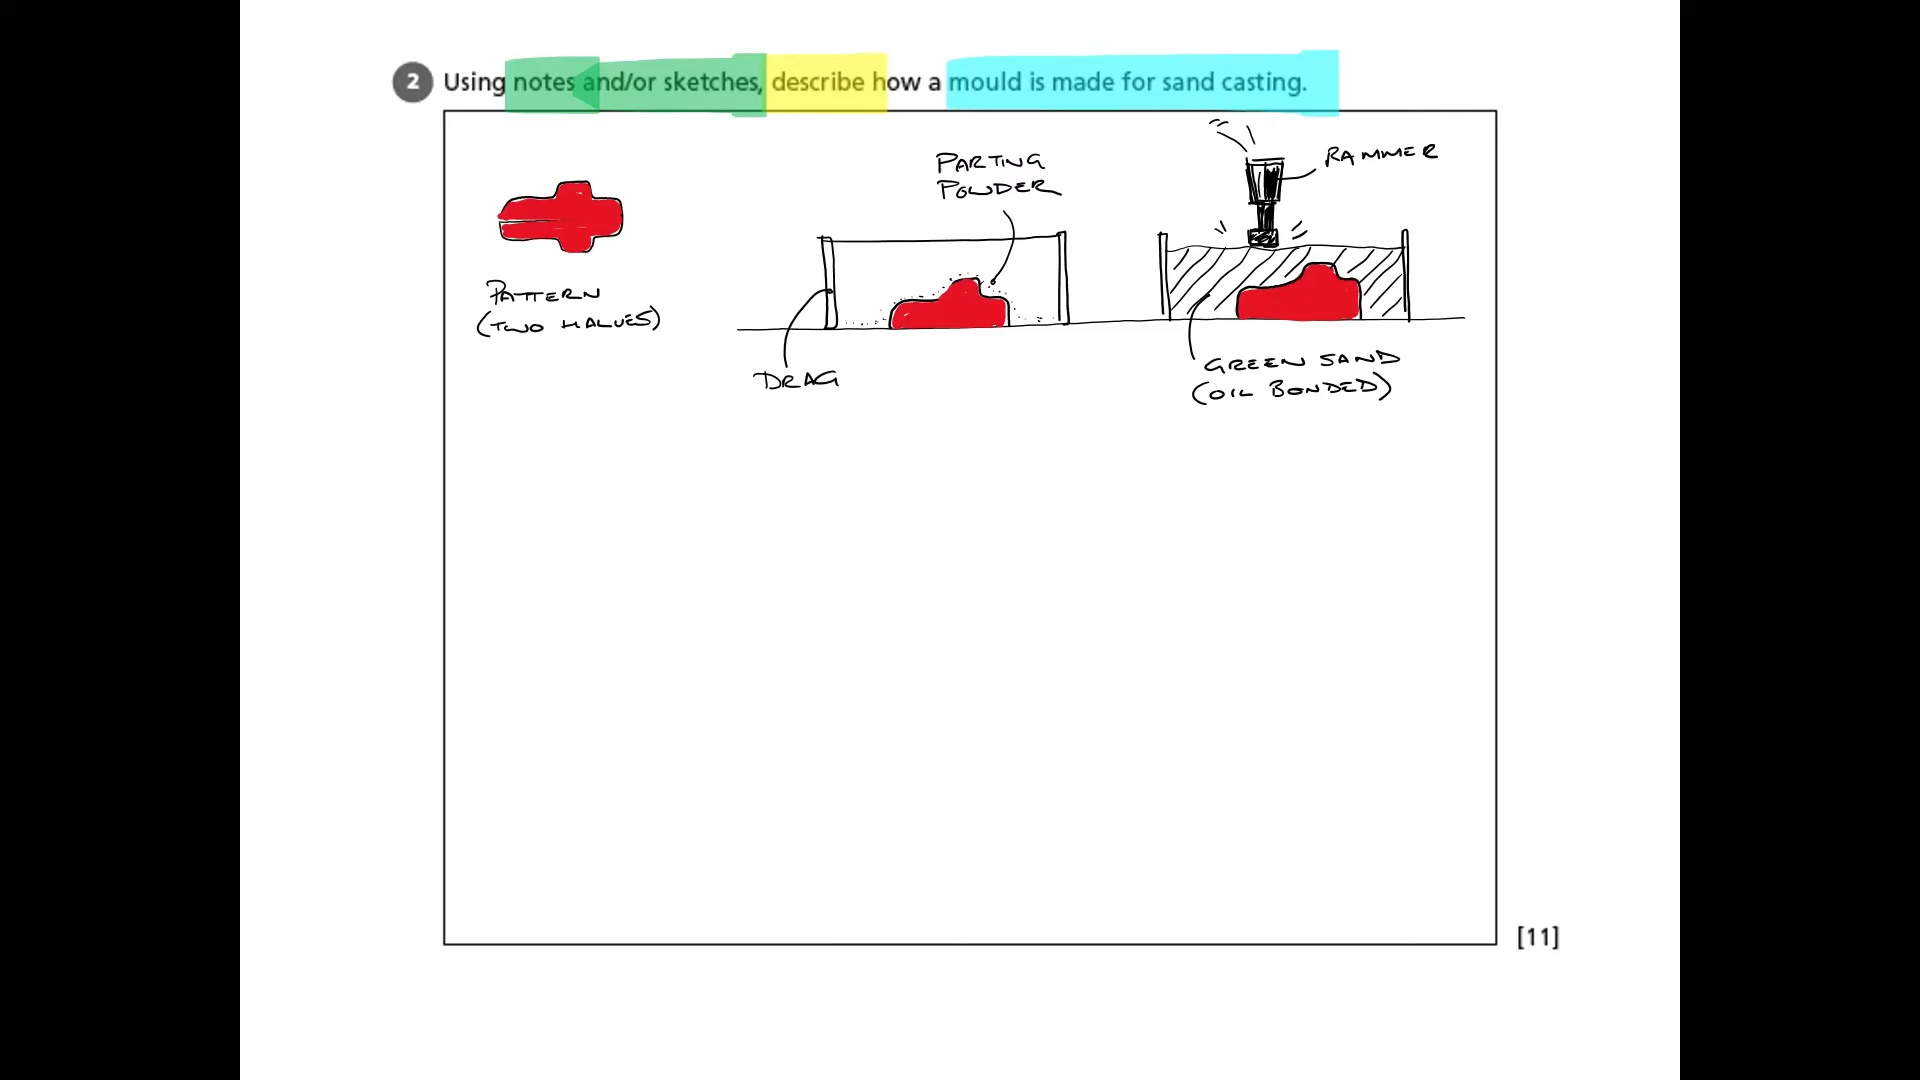 2 Using notes and/or sketches, describe how a mould is made for sand casting.
PARTING
POWDER
RAMMER
PATTERN
(TWO HALVES)
DRAG
GREEN SAND
(OIL BONDED)
[11]